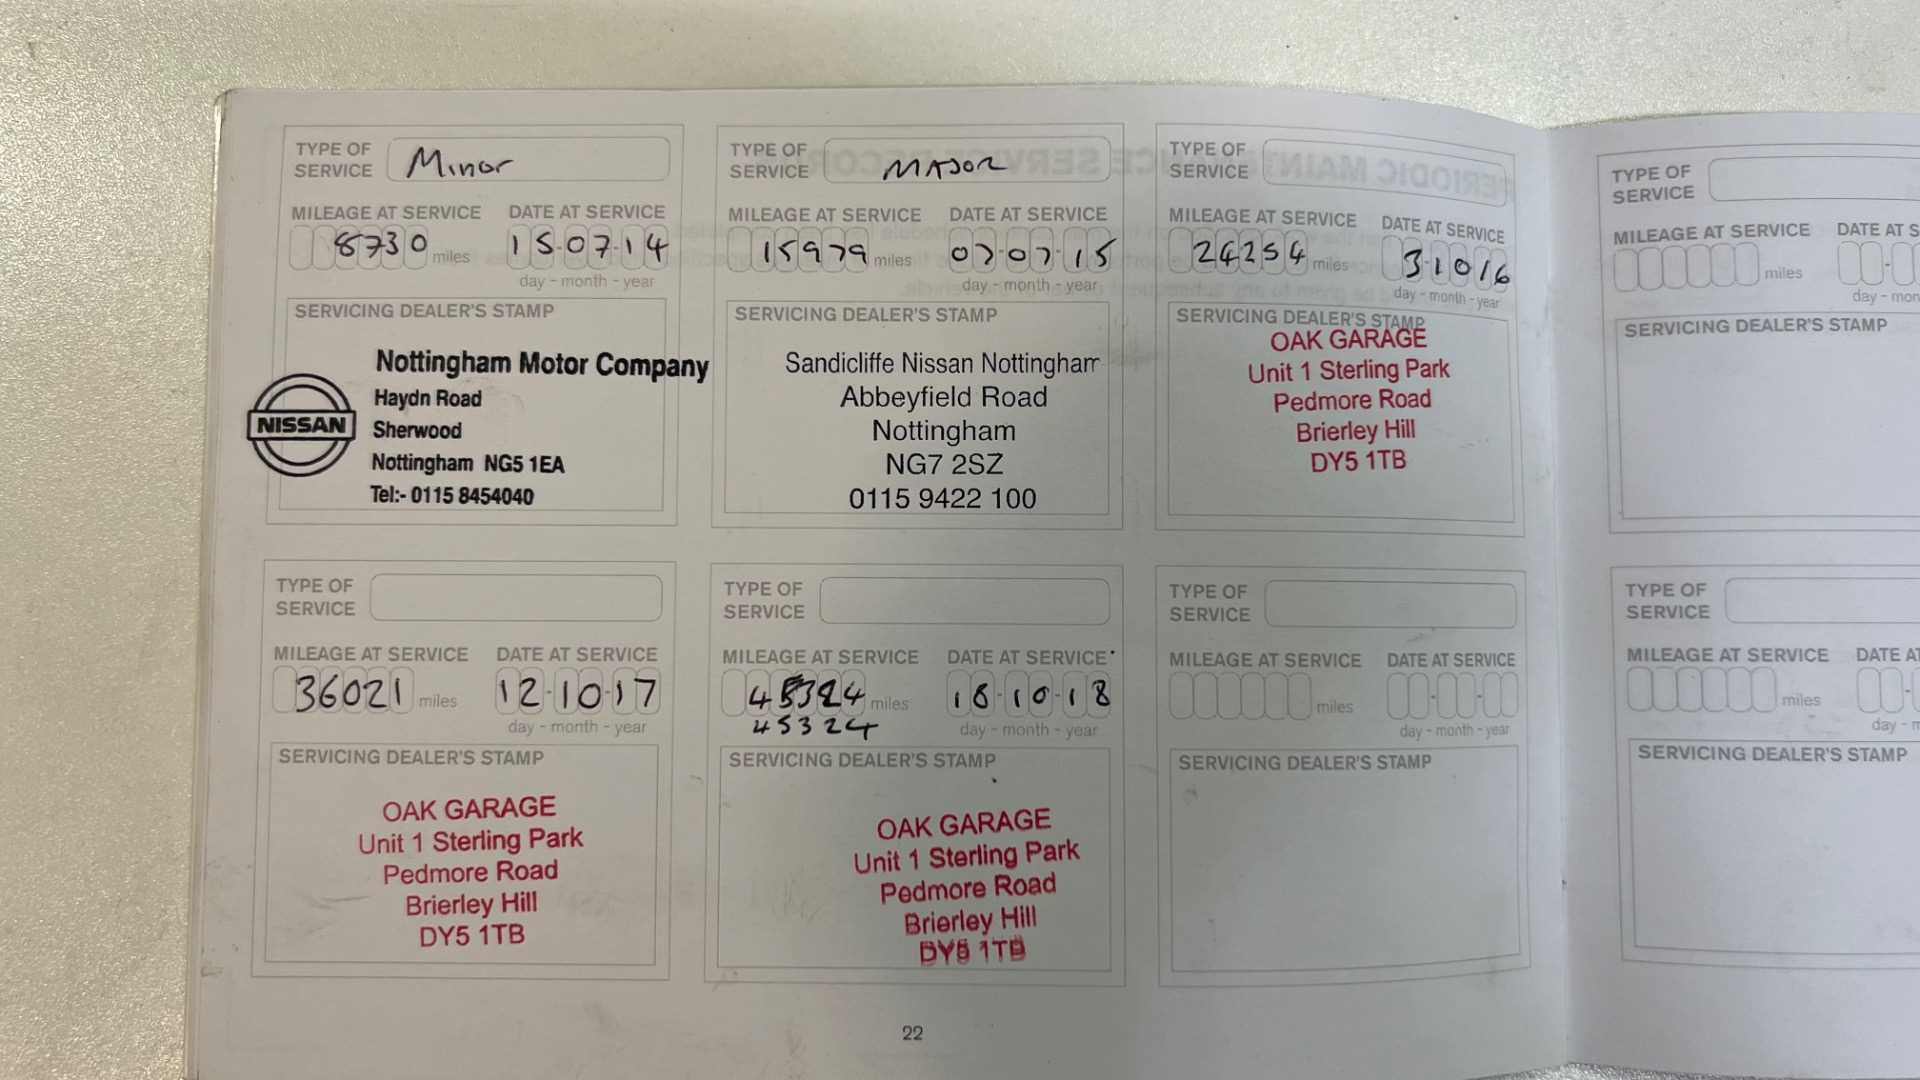 TYPE OF SERVICE Minor
MILEAGE AT SERVICE DATE AT SERVICE
8730 miles 15-07-14
day - month - year
SERVICING DEALER'S STAMP
NISSAN
Nottingham Motor Company
Haydn Road
Sherwood
Nottingham NG5 1EA
Tel:- 0115 8454040
TYPE OF SERVICE MAJOR
MILEAGE AT SERVICE DATE AT SERVICE
15979 miles 07-07-15
day - month - year
SERVICING DEALER'S STAMP
Sandicliffe Nissan Nottingham
Abbeyfield Road
Nottingham
NG7 2SZ
0115 9422 100
TYPE OF SERVICE
MILEAGE AT SERVICE DATE AT SERVICE
miles 3-10-16
day - month - year
SERVICING DEALER'S STAMP
OAK GARAGE
Unit 1 Sterling Park
Pedmore Road
Brierley Hill
DY5 1TB
TYPE OF SERVICE
MILEAGE AT SERVICE
miles
SERVICING DEALER'S STAMP
TYPE OF SERVICE
MILEAGE AT SERVICE DATE AT SERVICE
36021 miles 12-10-17
day - month - year
SERVICING DEALER'S STAMP
OAK GARAGE
Unit 1 Sterling Park
Pedmore Road
Brierley Hill
DY5 1TB
TYPE OF SERVICE
MILEAGE AT SERVICE DATE AT SERVICE
45324 miles 18-10-18
45324 day - month - year
SERVICING DEALER'S STAMP
OAK GARAGE
Unit 1 Sterling Park
Pedmore Road
Brierley Hill
DY5 1TB
TYPE OF SERVICE
MILEAGE AT SERVICE DATE AT SERVICE
miles
day - month - year
SERVICING DEALER'S STAMP
TYPE OF SERVICE
MILEAGE AT SERVICE
miles
SERVICING DEALER'S STAMP
22